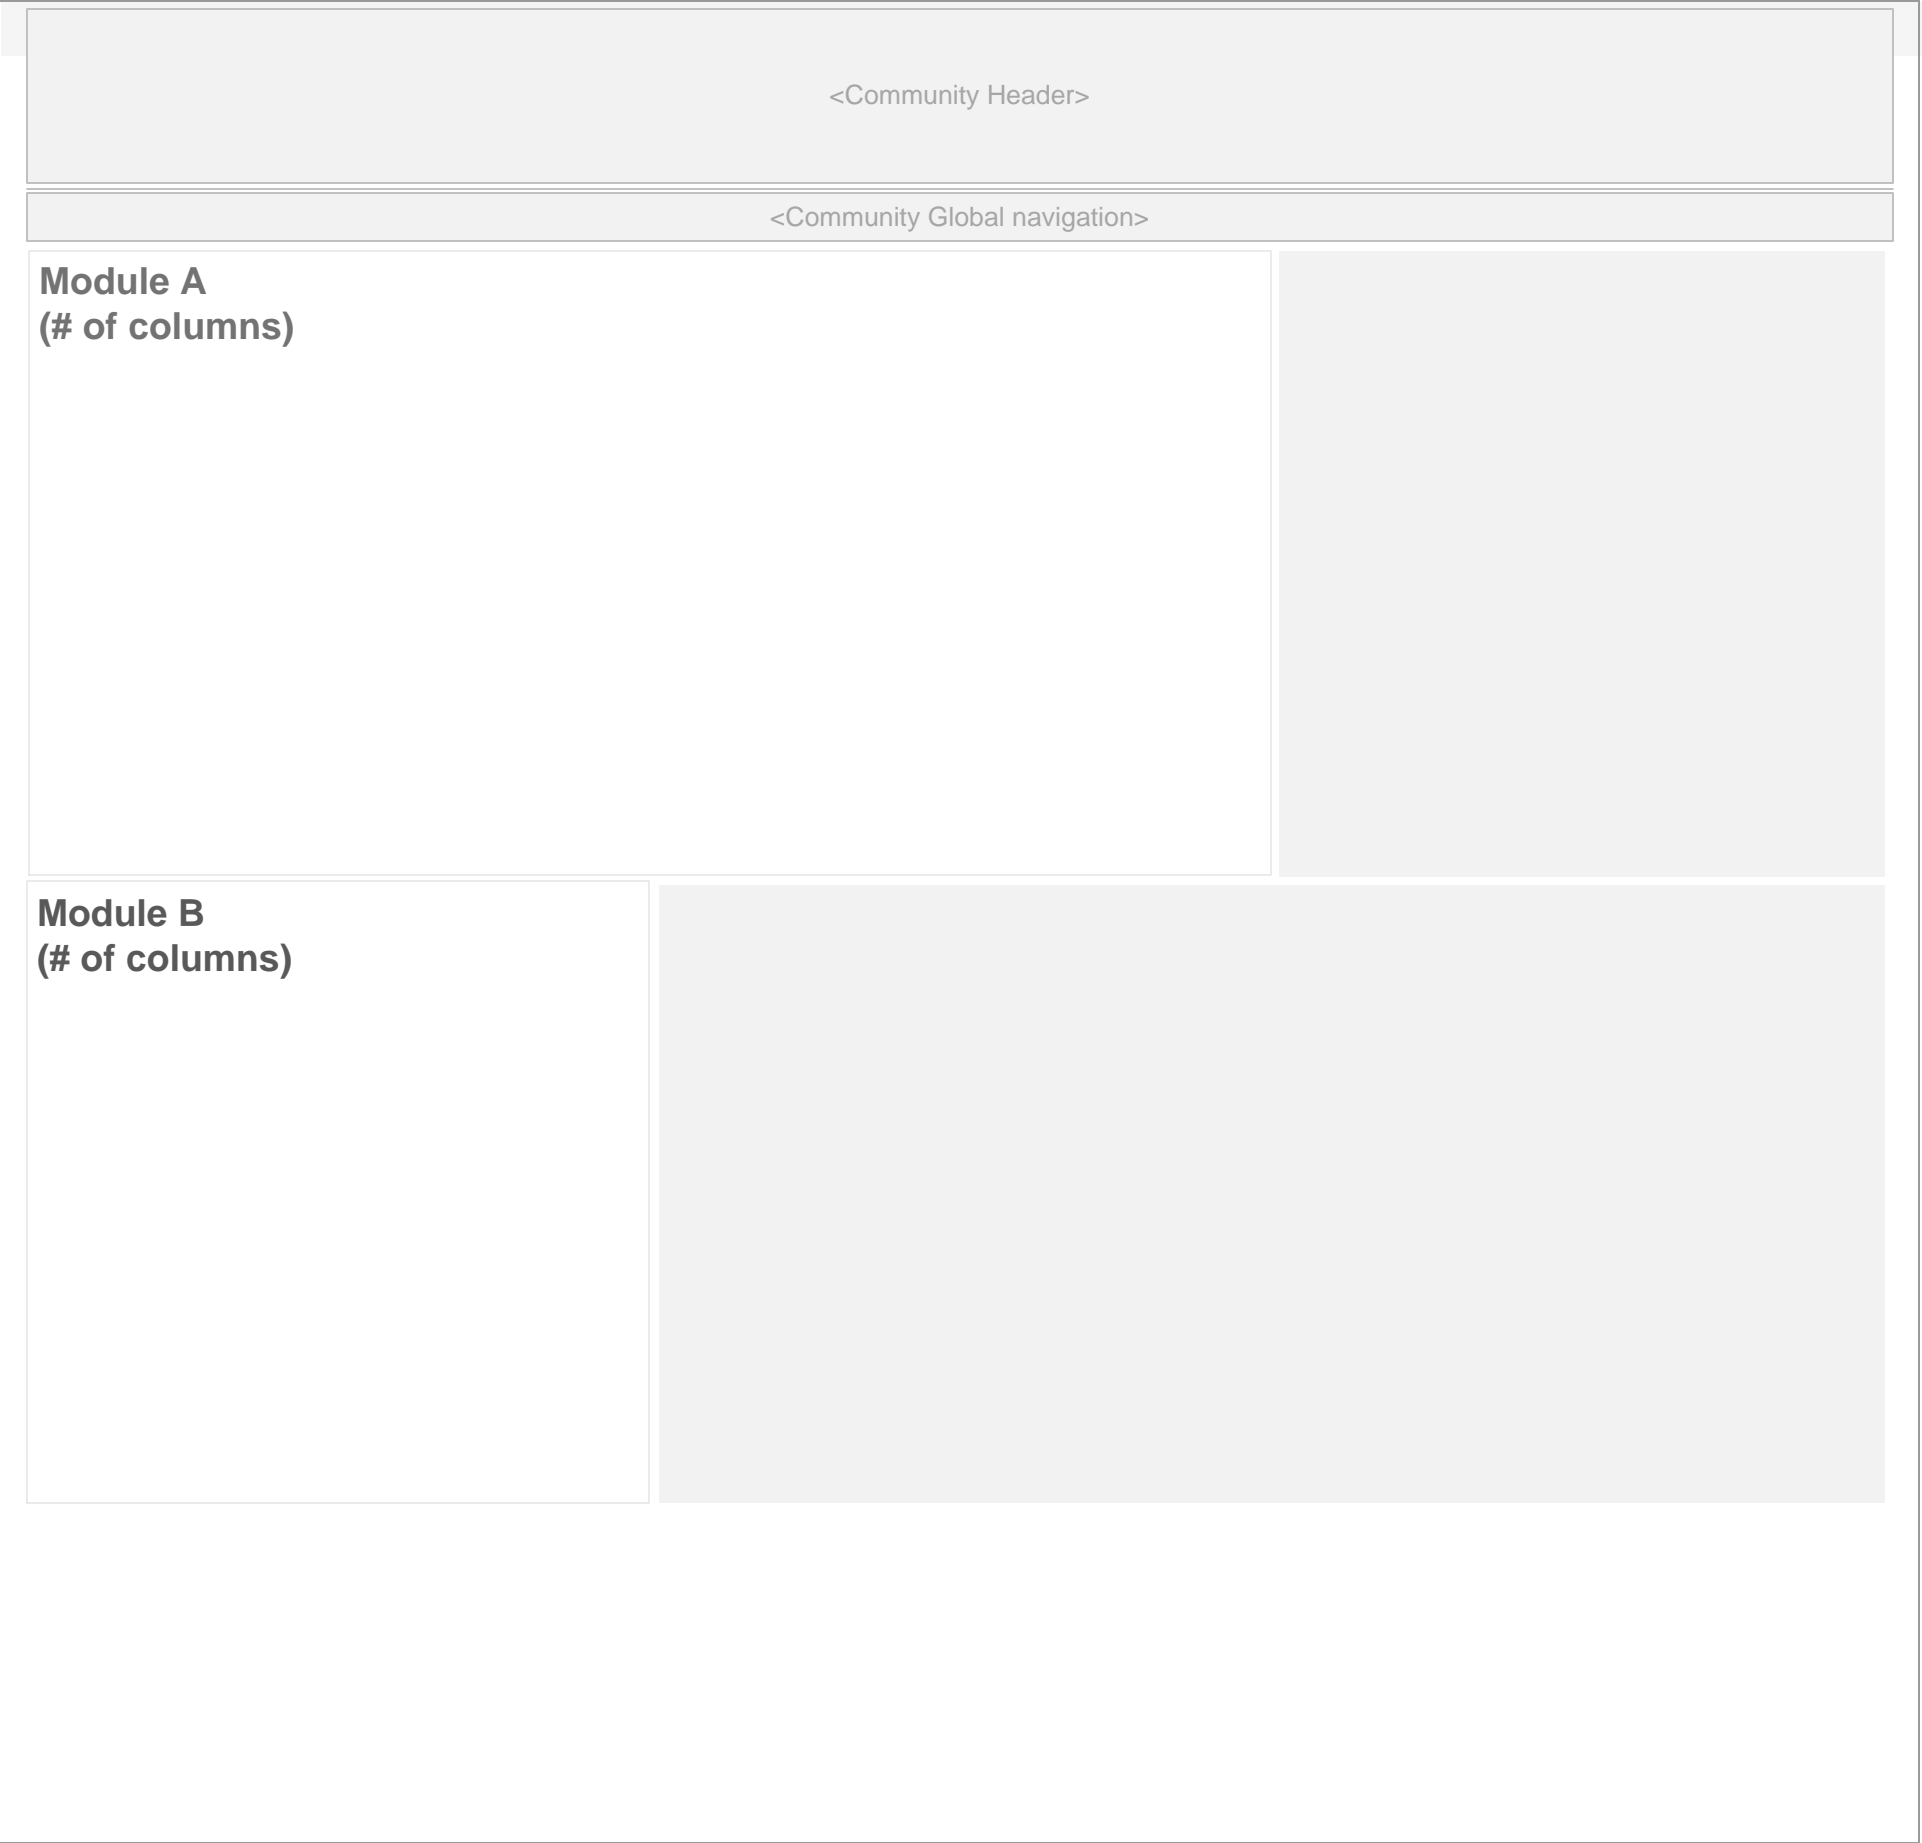 <Community Header>
<Community Global navigation>
Module A
(# of columns)
Module B
(# of columns)